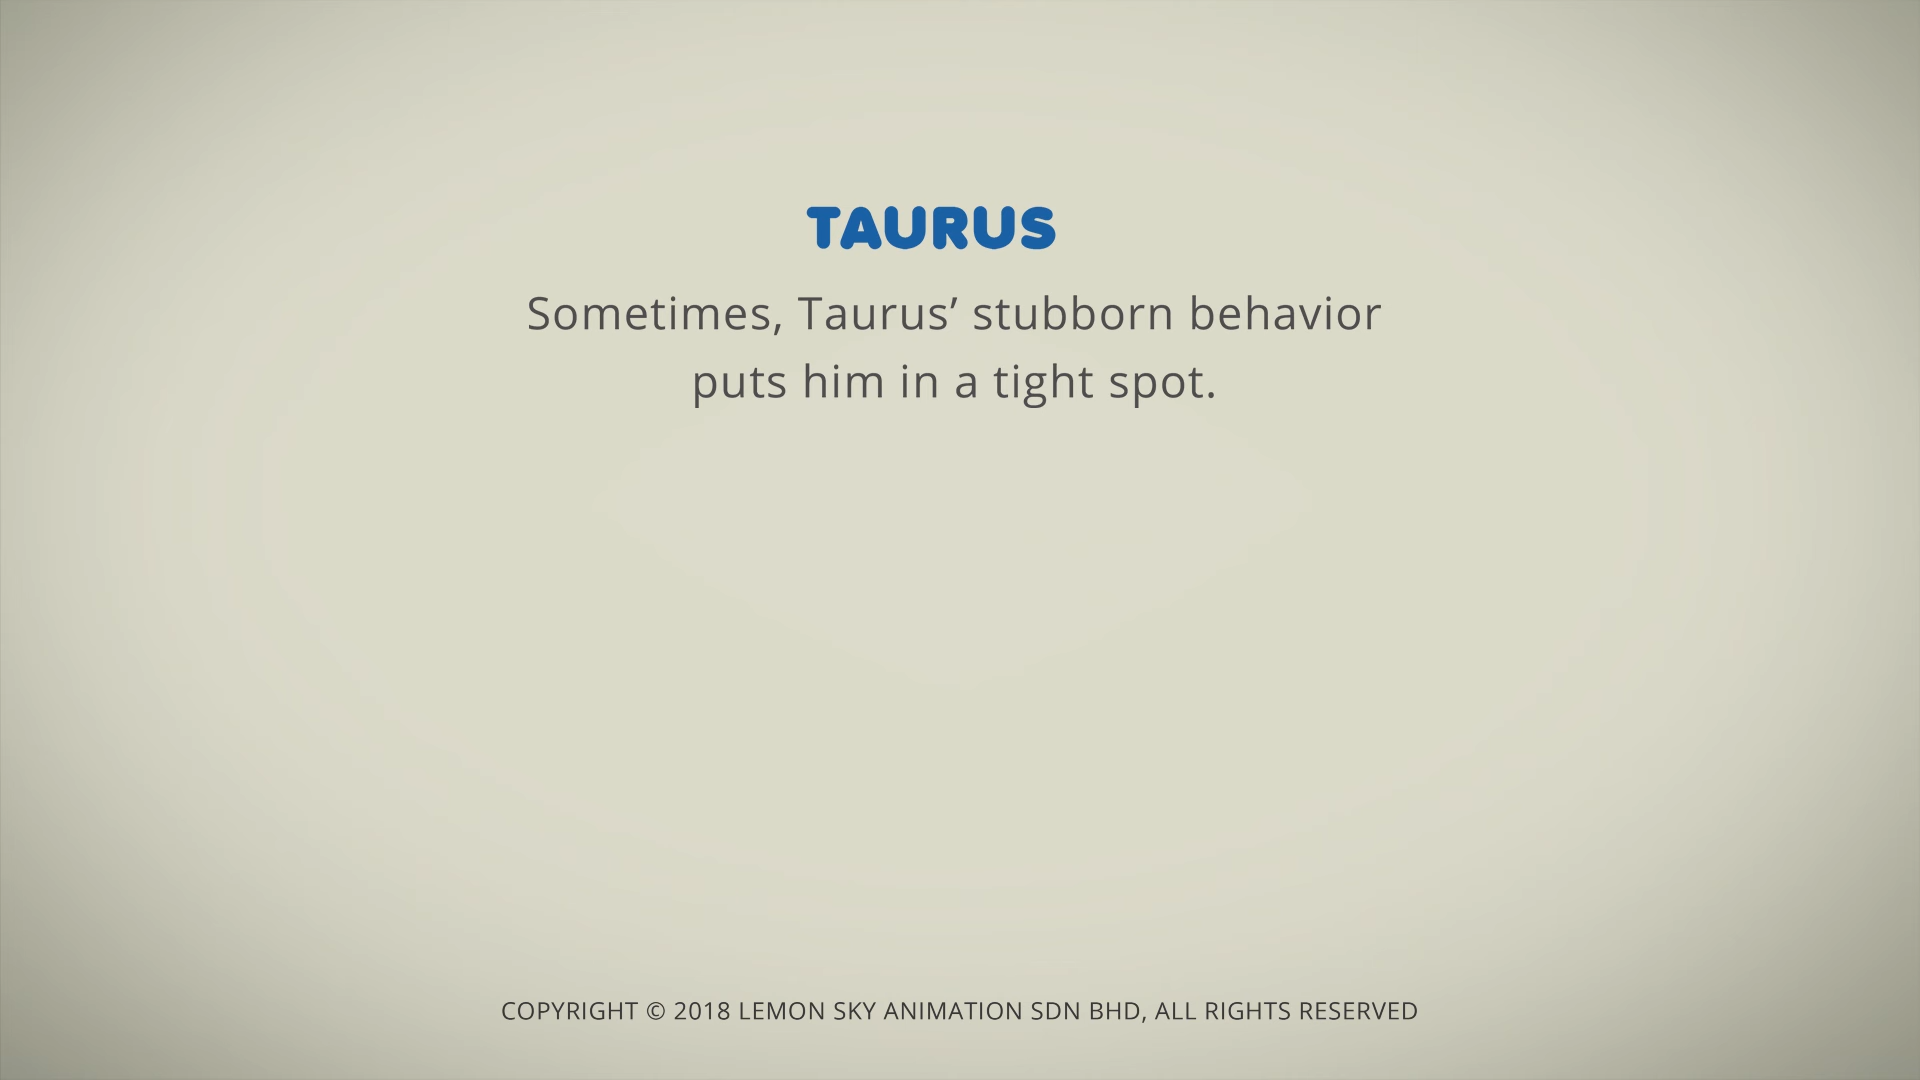 TAURUS
Sometimes, Taurus’ stubborn behavior
puts him in a tight spot.
COPYRIGHT © 2018 LEMON SKY ANIMATION SDN BHD, ALL RIGHTS RESERVED